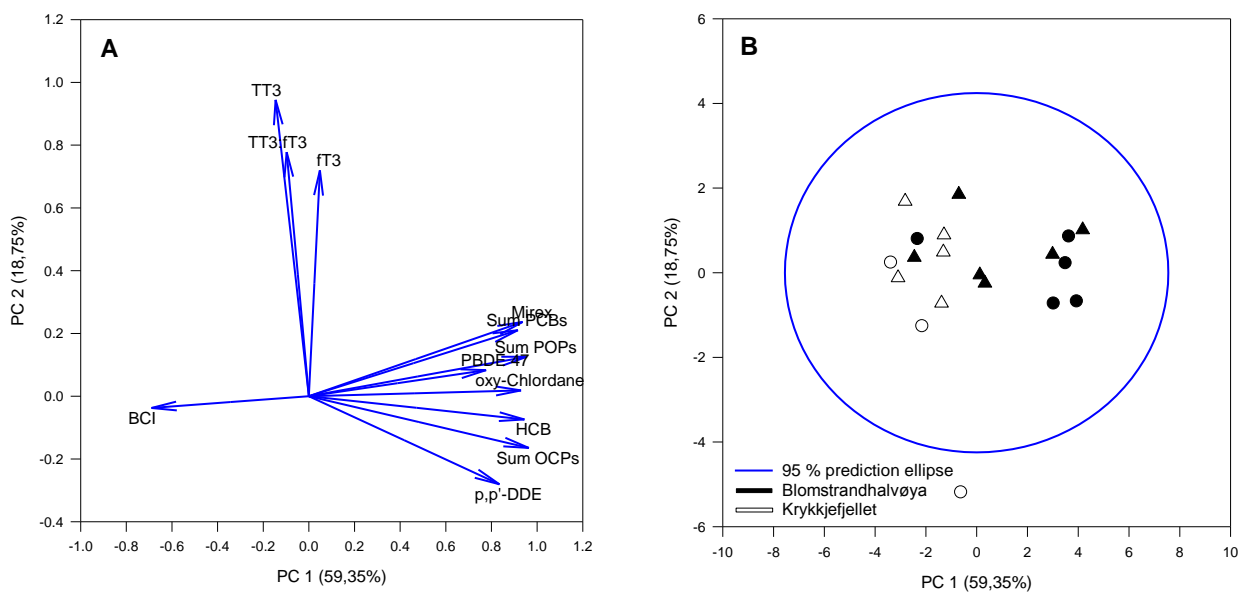 A
1.2
1.0
0.8
0.6
0.4
0.2
0.0
-0.2
-0.4
PC 2 (18,75%)
TT3
TT3:fT3
fT3
Mirex
Sum PCBs
Sum POPs
PBDE-47
oxy-Chlordane
BCI
HCB
Sum OCPs
p,p'-DDE
-1.0 -0.8 -0.6 -0.4 -0.2 0.0 0.2 0.4 0.6 0.8 1.0 1.2
PC 1 (59,35%)
B
6
4
2
0
-2
-4
-6
PC 2 (18,75%)
95 % prediction ellipse
Blomstrandhalvøya
Krykkjefjellet
-10 -8 -6 -4 -2 0 2 4 6 8 10
PC 1 (59,35%)